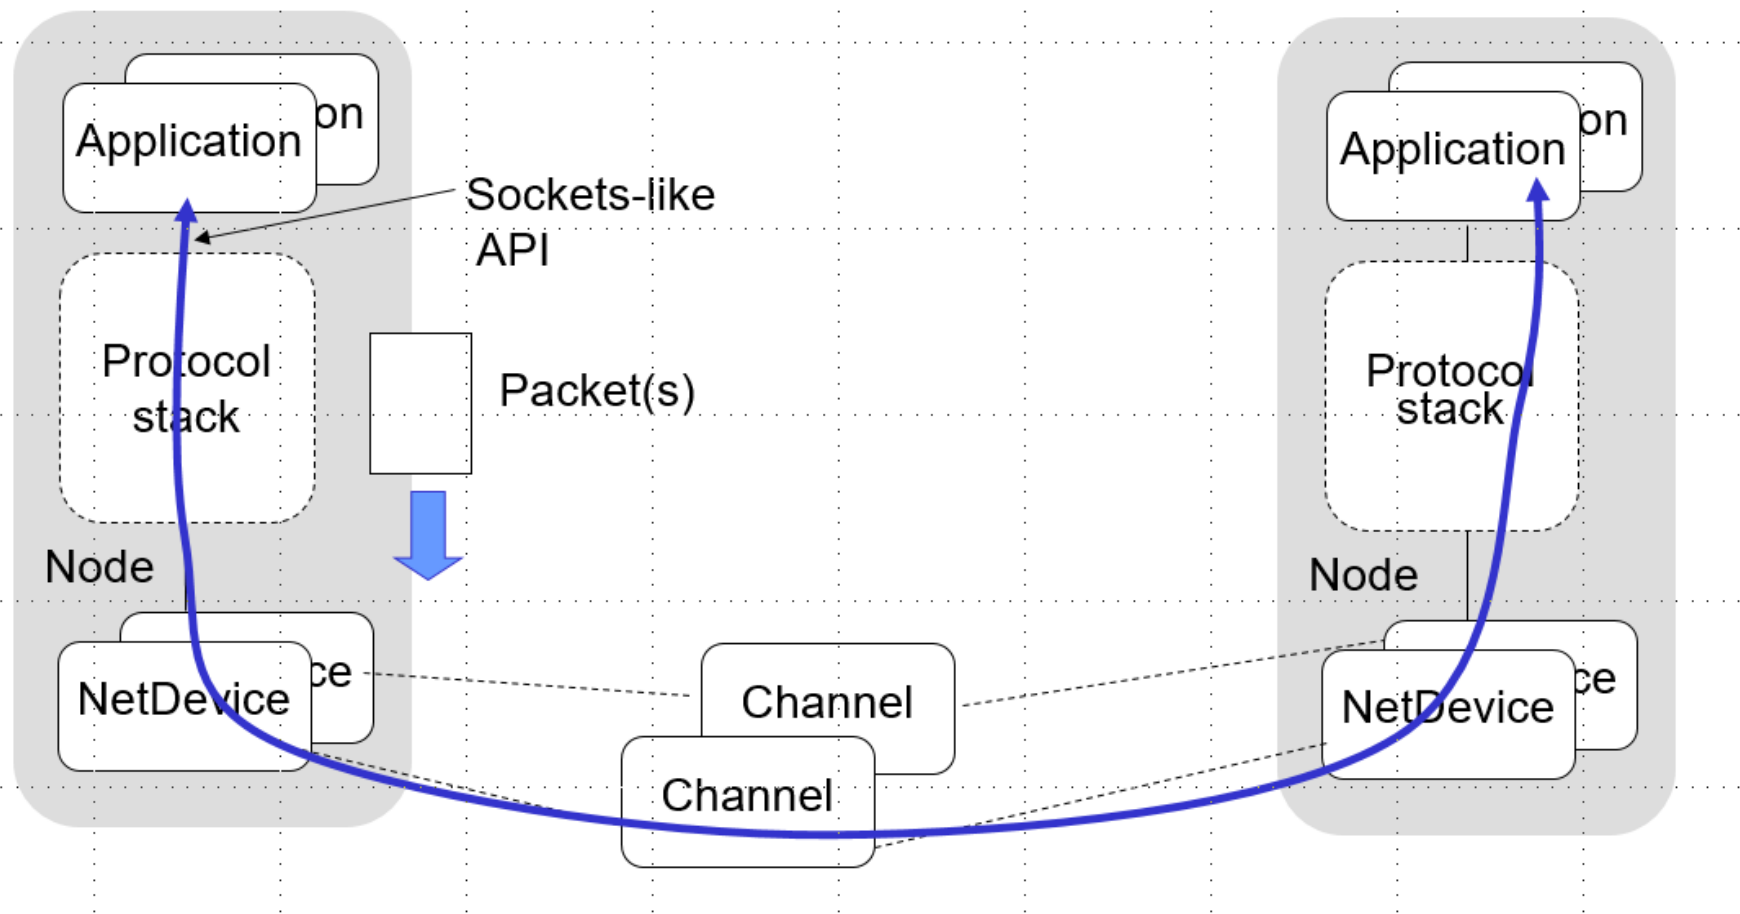 Application
on
Sockets-like
API
Protocol
stack
Packet(s)
Node
NetDevice
ce
Channel
Channel
Application
on
Protocol
stack
Node
NetDevice
ce